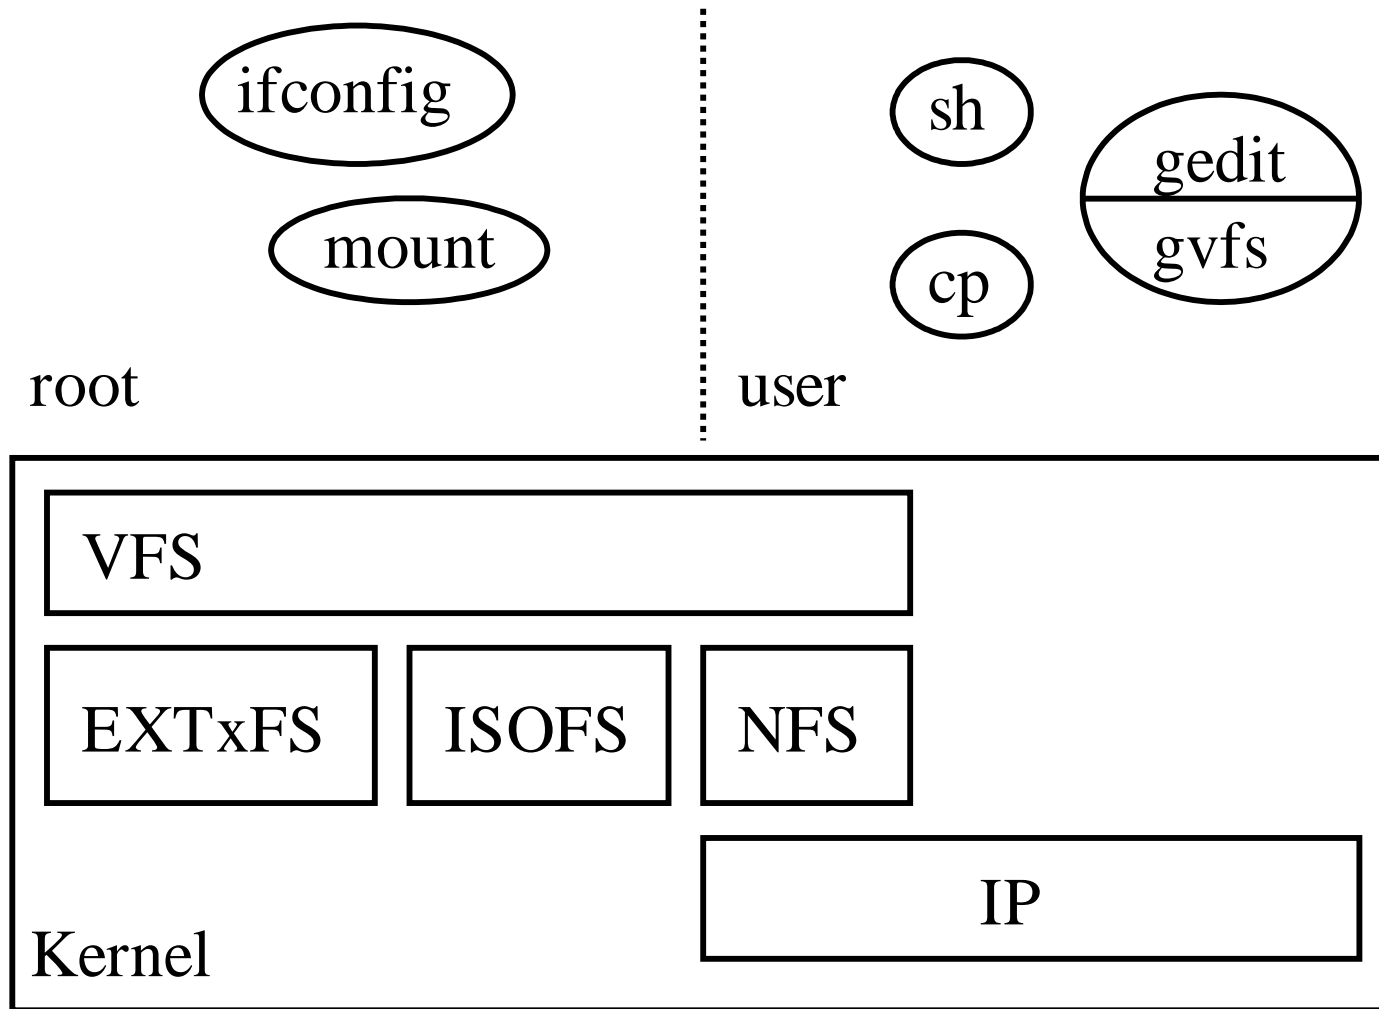 ifconfig
mount
root
sh
gedit
gvfs
cp
user
VFS
EXTxFS
ISOFS
NFS
IP
Kernel